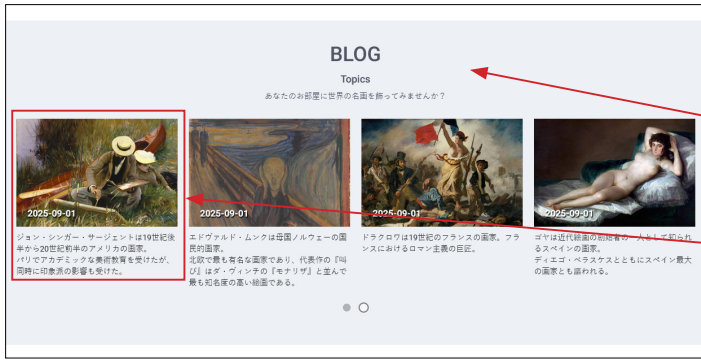 BLOG
Topics
あなたのお部屋に世界の名画を飾ってみませんか？
2025-09-01
ジョン・シンガー・サージェントは19世紀後
半から20世紀前半のアメリカの画家。
パリでアカデミックな美術教育を受けたが、
同時に印象派の影響も受けた。
2025-09-01
エドヴァルド・ムンクは母国ノルウェーの国
民的画家。
北欧で最も有名な画家であり、代表作の『叫
び』はダ・ヴィンチの『モナリザ』と並んで
最も知名度の高い絵画である。
2025-09-01
ドラクロワは19世紀のフランスの画家。フラ
ンスにおけるロマン主義の巨匠。
2025-09-01
ゴヤは近代絵画の創始者の一人として知られ
るスペインの画家。
ディエゴ・ベラスケスとともにスペイン最大
の画家とも謳われる。